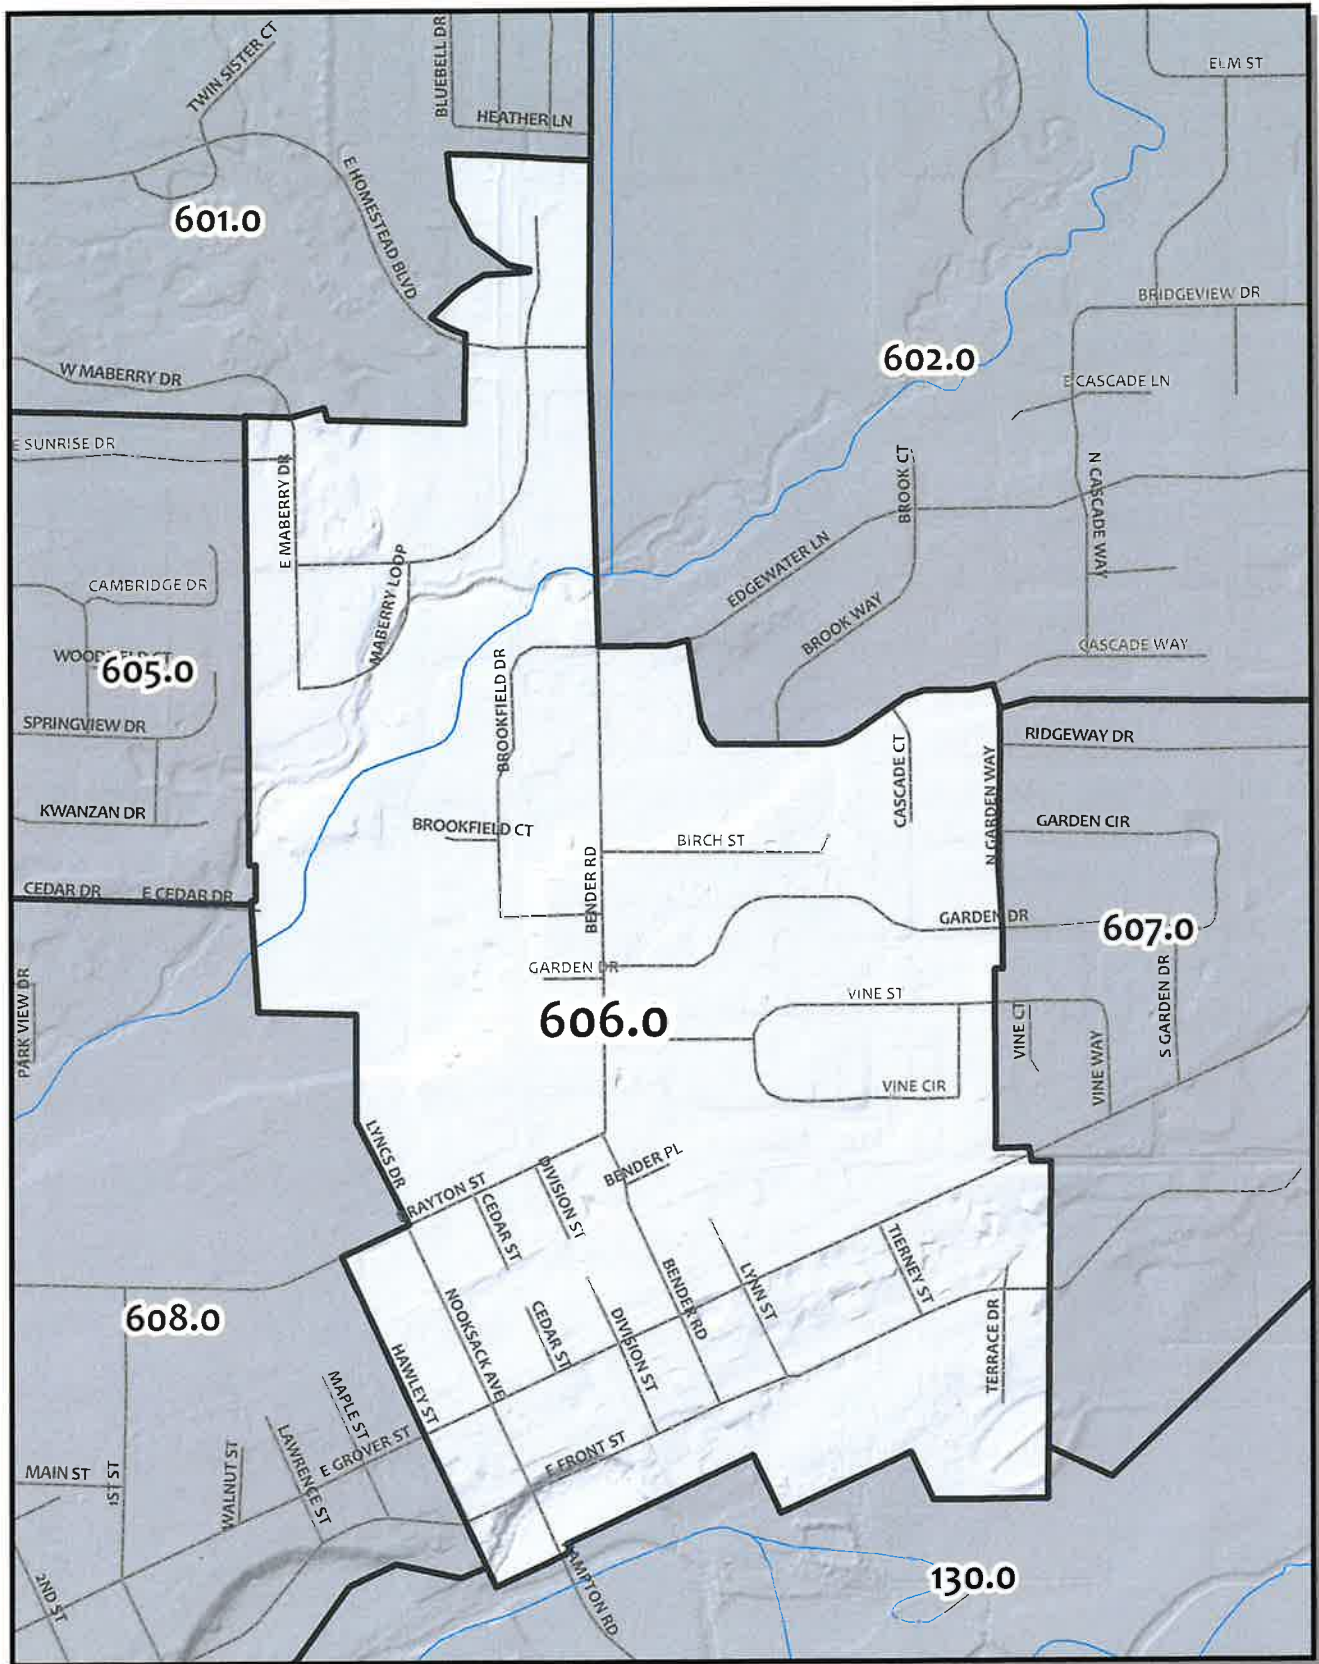 TWIN SISTER CT
BLUEBELL DR
HEATHER LN
ELM ST
E HOMESTEAD BLVD
601.0
BRIDGEVIEW DR
602.0
W MABERRY DR
E CASCADE LN
E SUNRISE DR
E MABERRY DR
BROOK CT
N CASCADE WAY
CAMBRIDGE DR
MABERRY LOOP
EDGEWATER LN
BROOK WAY
CASCADE WAY
605.0
BROOKFIELD DR
SPRINGVIEW DR
RIDGEWAY DR
CASCADE CT
N GARDEN WAY
KWANZAN DR
BROOKFIELD CT
BIRCH ST
GARDEN CIR
BENDER RD
CEDAR DR
E CEDAR DR
GARDEN DR
607.0
GARDEN DR
PARK VIEW DR
606.0
VINE ST
VINE CT
S GARDEN DR
VINE WAY
VINE CIR
LYNCS DR
BENDER PL
DIVISION ST
RAYTON ST
CEDAR ST
TIERNEY ST
LYNN ST
BENDER RD
608.0
NOOKSACK AVE
CEDAR ST
DIVISION ST
TERRACE DR
HAWLEY ST
MAPLE ST
E GROVER ST
LAWRENCE ST
E FRONT ST
MAIN ST
1ST ST
WALNUT ST
130.0
AMPTON RD
2ND ST